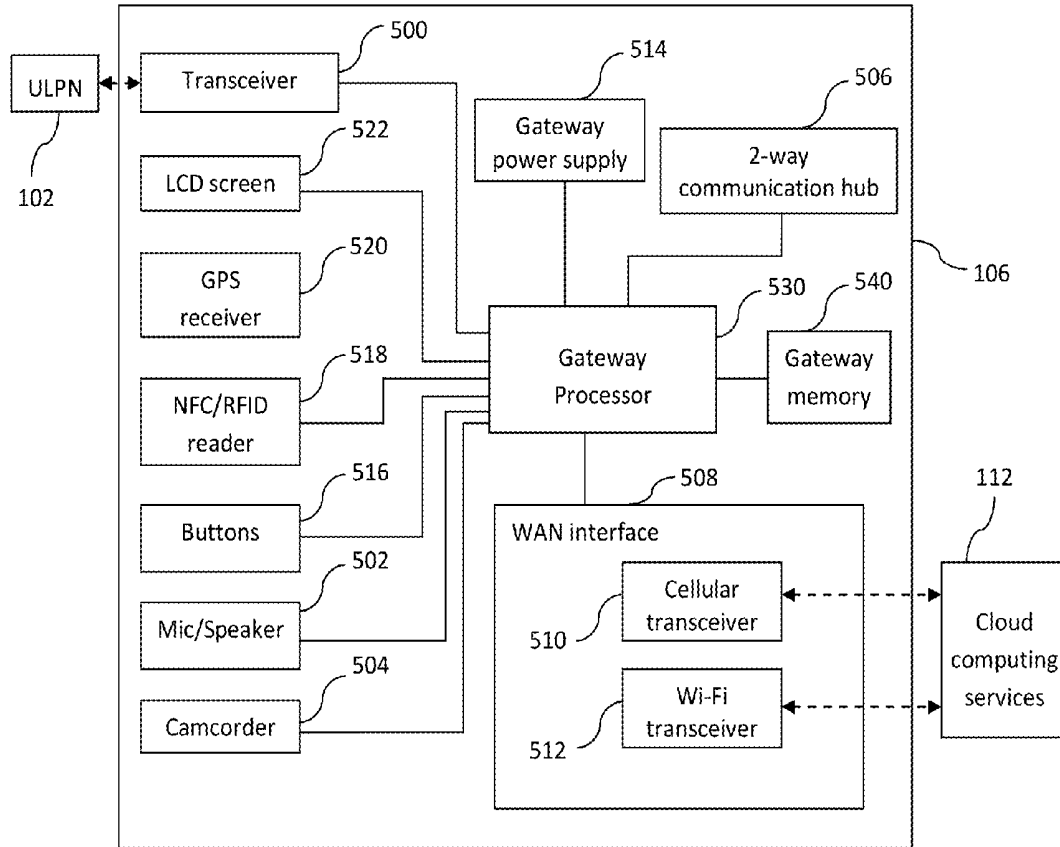 500
514
506
ULPN
Transceiver
522
Gateway
power supply
2-way
communication hub
102
LCD screen
520
106
GPS
receiver
530
540
518
Gateway
Processor
Gateway
memory
NFC/RFID
reader
516
508
112
Buttons
WAN interface
502
Cellular
transceiver
510
Mic/Speaker
504
Cloud
computing
services
Wi-Fi
transceiver
512
Camcorder